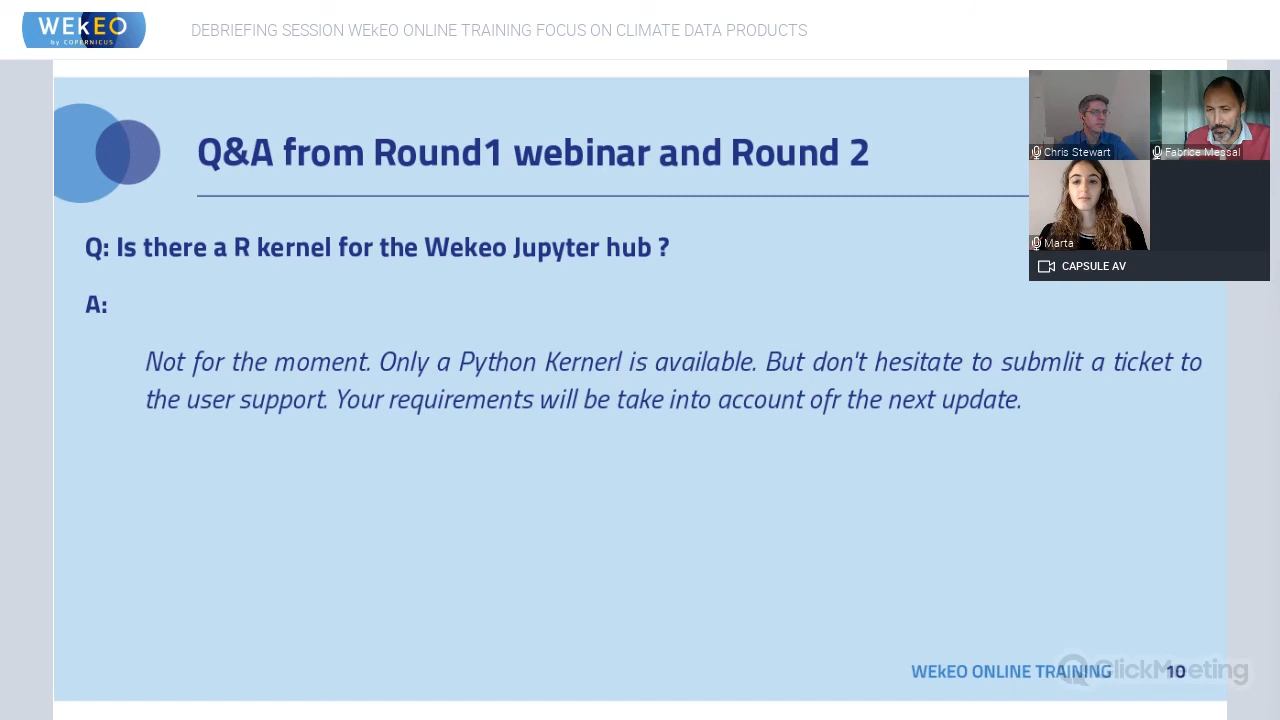 WEkEO
by COPERNICUS
DEBRIEFING SESSION WEkEO ONLINE TRAINING FOCUS ON CLIMATE DATA PRODUCTS
Q&A from Round1 webinar and Round 2
Chris Stewart
Fabrice Messal
Marta
CAPSULE AV
Q: Is there a R kernel for the Wekeo Jupyter hub ?
A:
Not for the moment. Only a Python Kernerl is available. But don't hesitate to submlit a ticket to
the user support. Your requirements will be take into account ofr the next update.
WEkEO ONLINE TRAINING 10
ClickMeeting